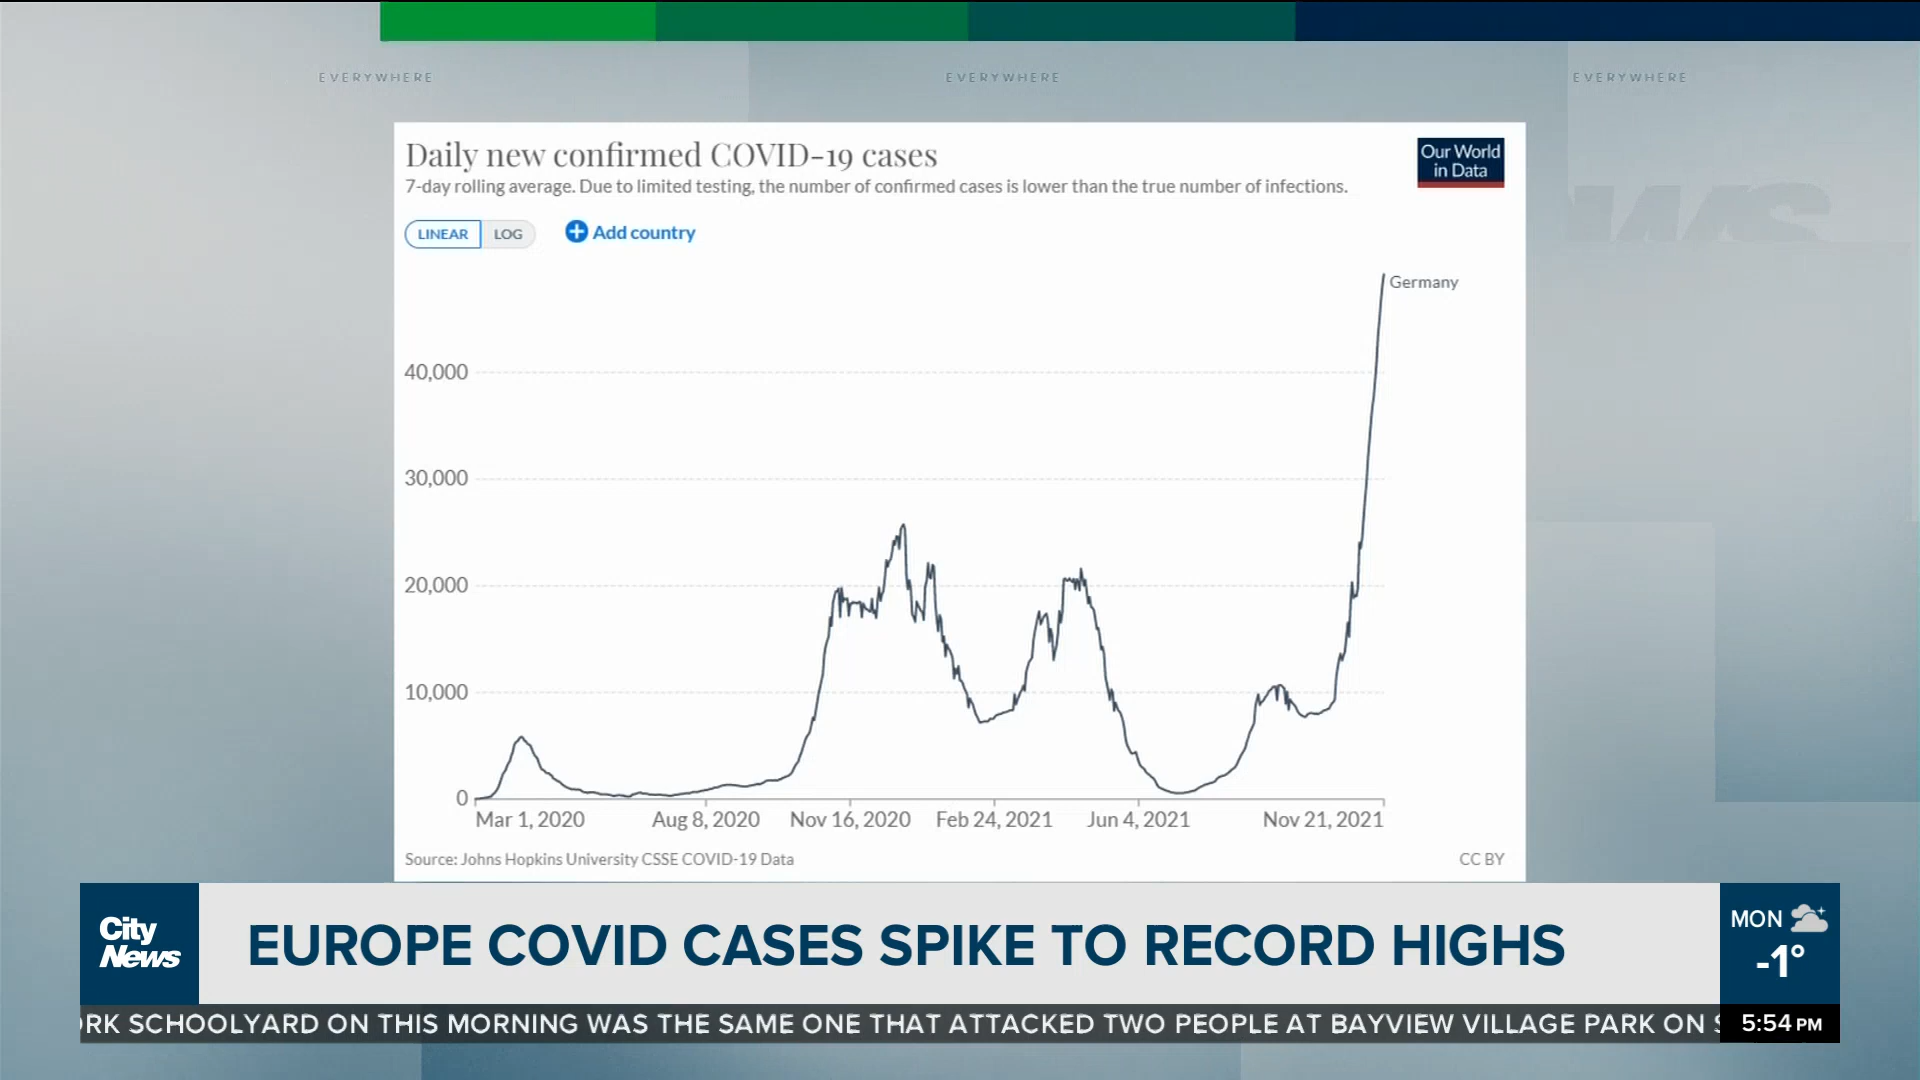 EVERYWHERE EVERYWHERE EVERYWHERE
Daily new confirmed COVID-19 cases
Our World
in Data
7-day rolling average. Due to limited testing, the number of confirmed cases is lower than the true number of infections.
LINEAR LOG Add country
Germany
40,000
30,000
20,000
10,000
0
Mar 1, 2020 Aug 8, 2020 Nov 16, 2020 Feb 24, 2021 Jun 4, 2021 Nov 21, 2021
Source: Johns Hopkins University CSSE COVID-19 Data CC BY
City
News
EUROPE COVID CASES SPIKE TO RECORD HIGHS
MON
-1°
SCHOOLYARD ON THIS MORNING WAS THE SAME ONE THAT ATTACKED TWO PEOPLE AT BAYVIEW VILLAGE PARK ON
5:54 PM